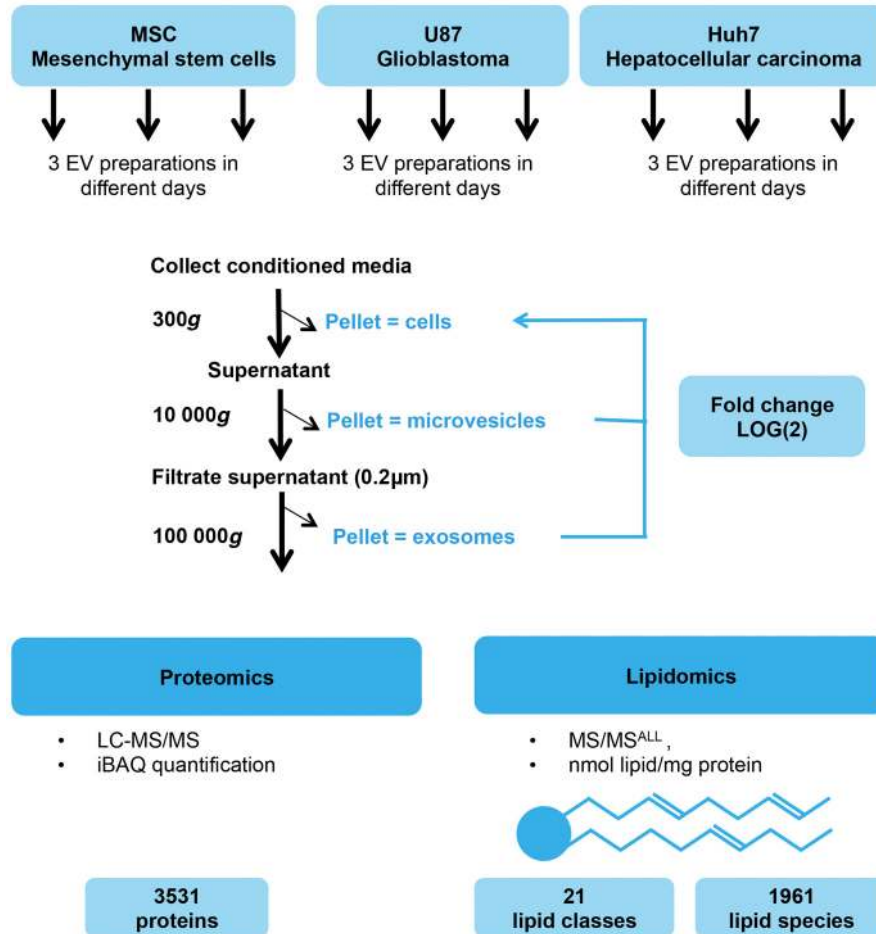 MSC
Mesenchymal stem cells
U87
Glioblastoma
Huh7
Hepatocellular carcinoma
3 EV preparations in
different days
3 EV preparations in
different days
3 EV preparations in
different days
Collect conditioned media
300g
Pellet = cells
Supernatant
10 000g
Pellet = microvesicles
Fold change
LOG(2)
Filtrate supernatant (0.2µm)
100 000g
Pellet = exosomes
Proteomics
• LC-MS/MS
• iBAQ quantification
3531
proteins
Lipidomics
• MS/MSᴬᴸᴸ ,
• nmol lipid/mg protein
21
lipid classes
1961
lipid species